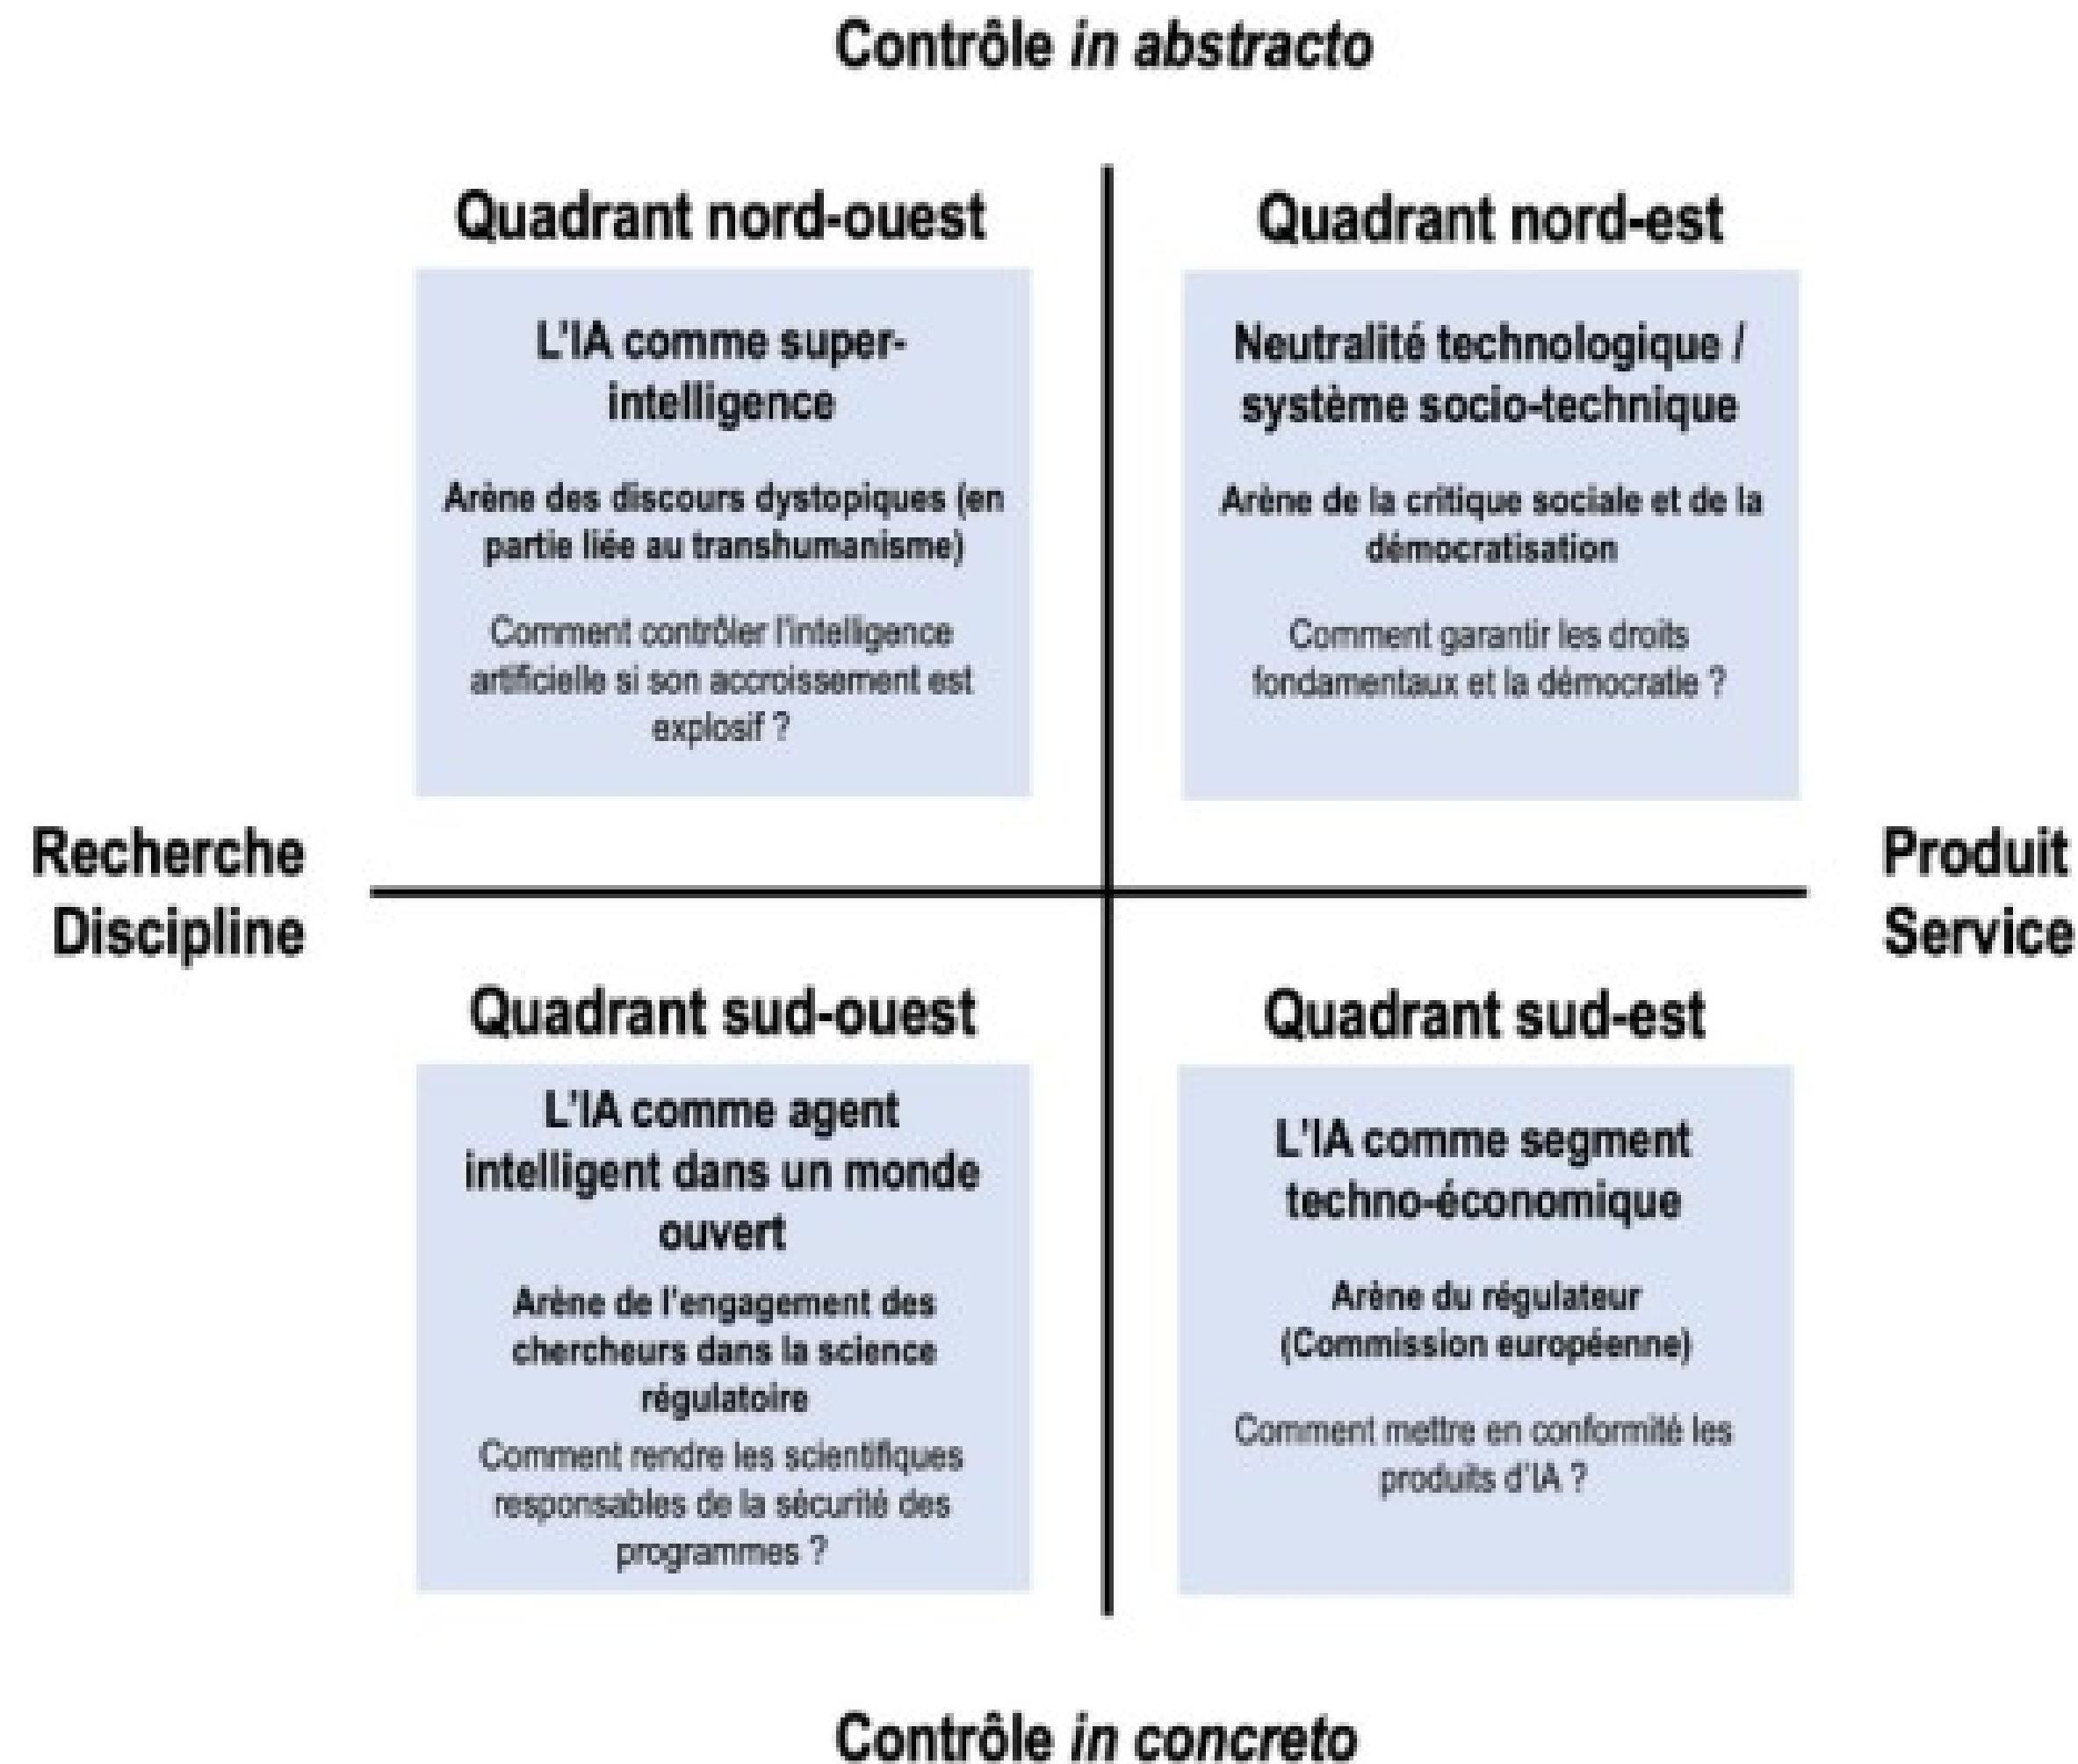 Contrôle in abstracto
Quadrant nord-ouest
L'IA comme super-
intelligence
Arène des discours dystopiques (en
partie liée au transhumanisme)
Comment contrôler l'intelligence
artificielle si son accroissement est
explosif ?
Quadrant nord-est
Neutralité technologique /
système socio-technique
Arène de la critique sociale et de la
démocratisation
Comment garantir les droits
fondamentaux et la démocratie ?
Recherche
Discipline
Produit
Service
Quadrant sud-ouest
L'IA comme agent
intelligent dans un monde
ouvert
Arène de l'engagement des
chercheurs dans la science
régulatoire
Comment rendre les scientifiques
responsables de la sécurité des
programmes ?
Quadrant sud-est
L'IA comme segment
techno-économique
Arène du régulateur
(Commission européenne)
Comment mettre en conformité les
produits d'IA ?
Contrôle in concreto